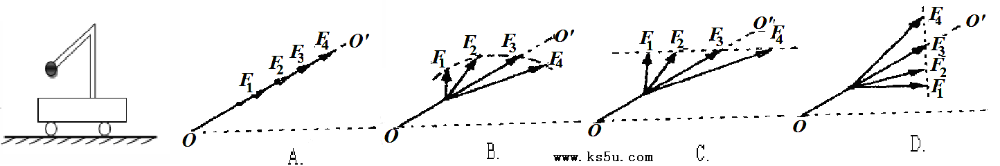 F₁ F₂ F₃ F₄ O'
O
A.
F₁ F₂ F₃ F₄ O'
O
B.
F₁ F₂ F₃ F₄ O'
O
C.
F₄ F₃ F₂ F₁ O'
O
D.
www.ks5u.com